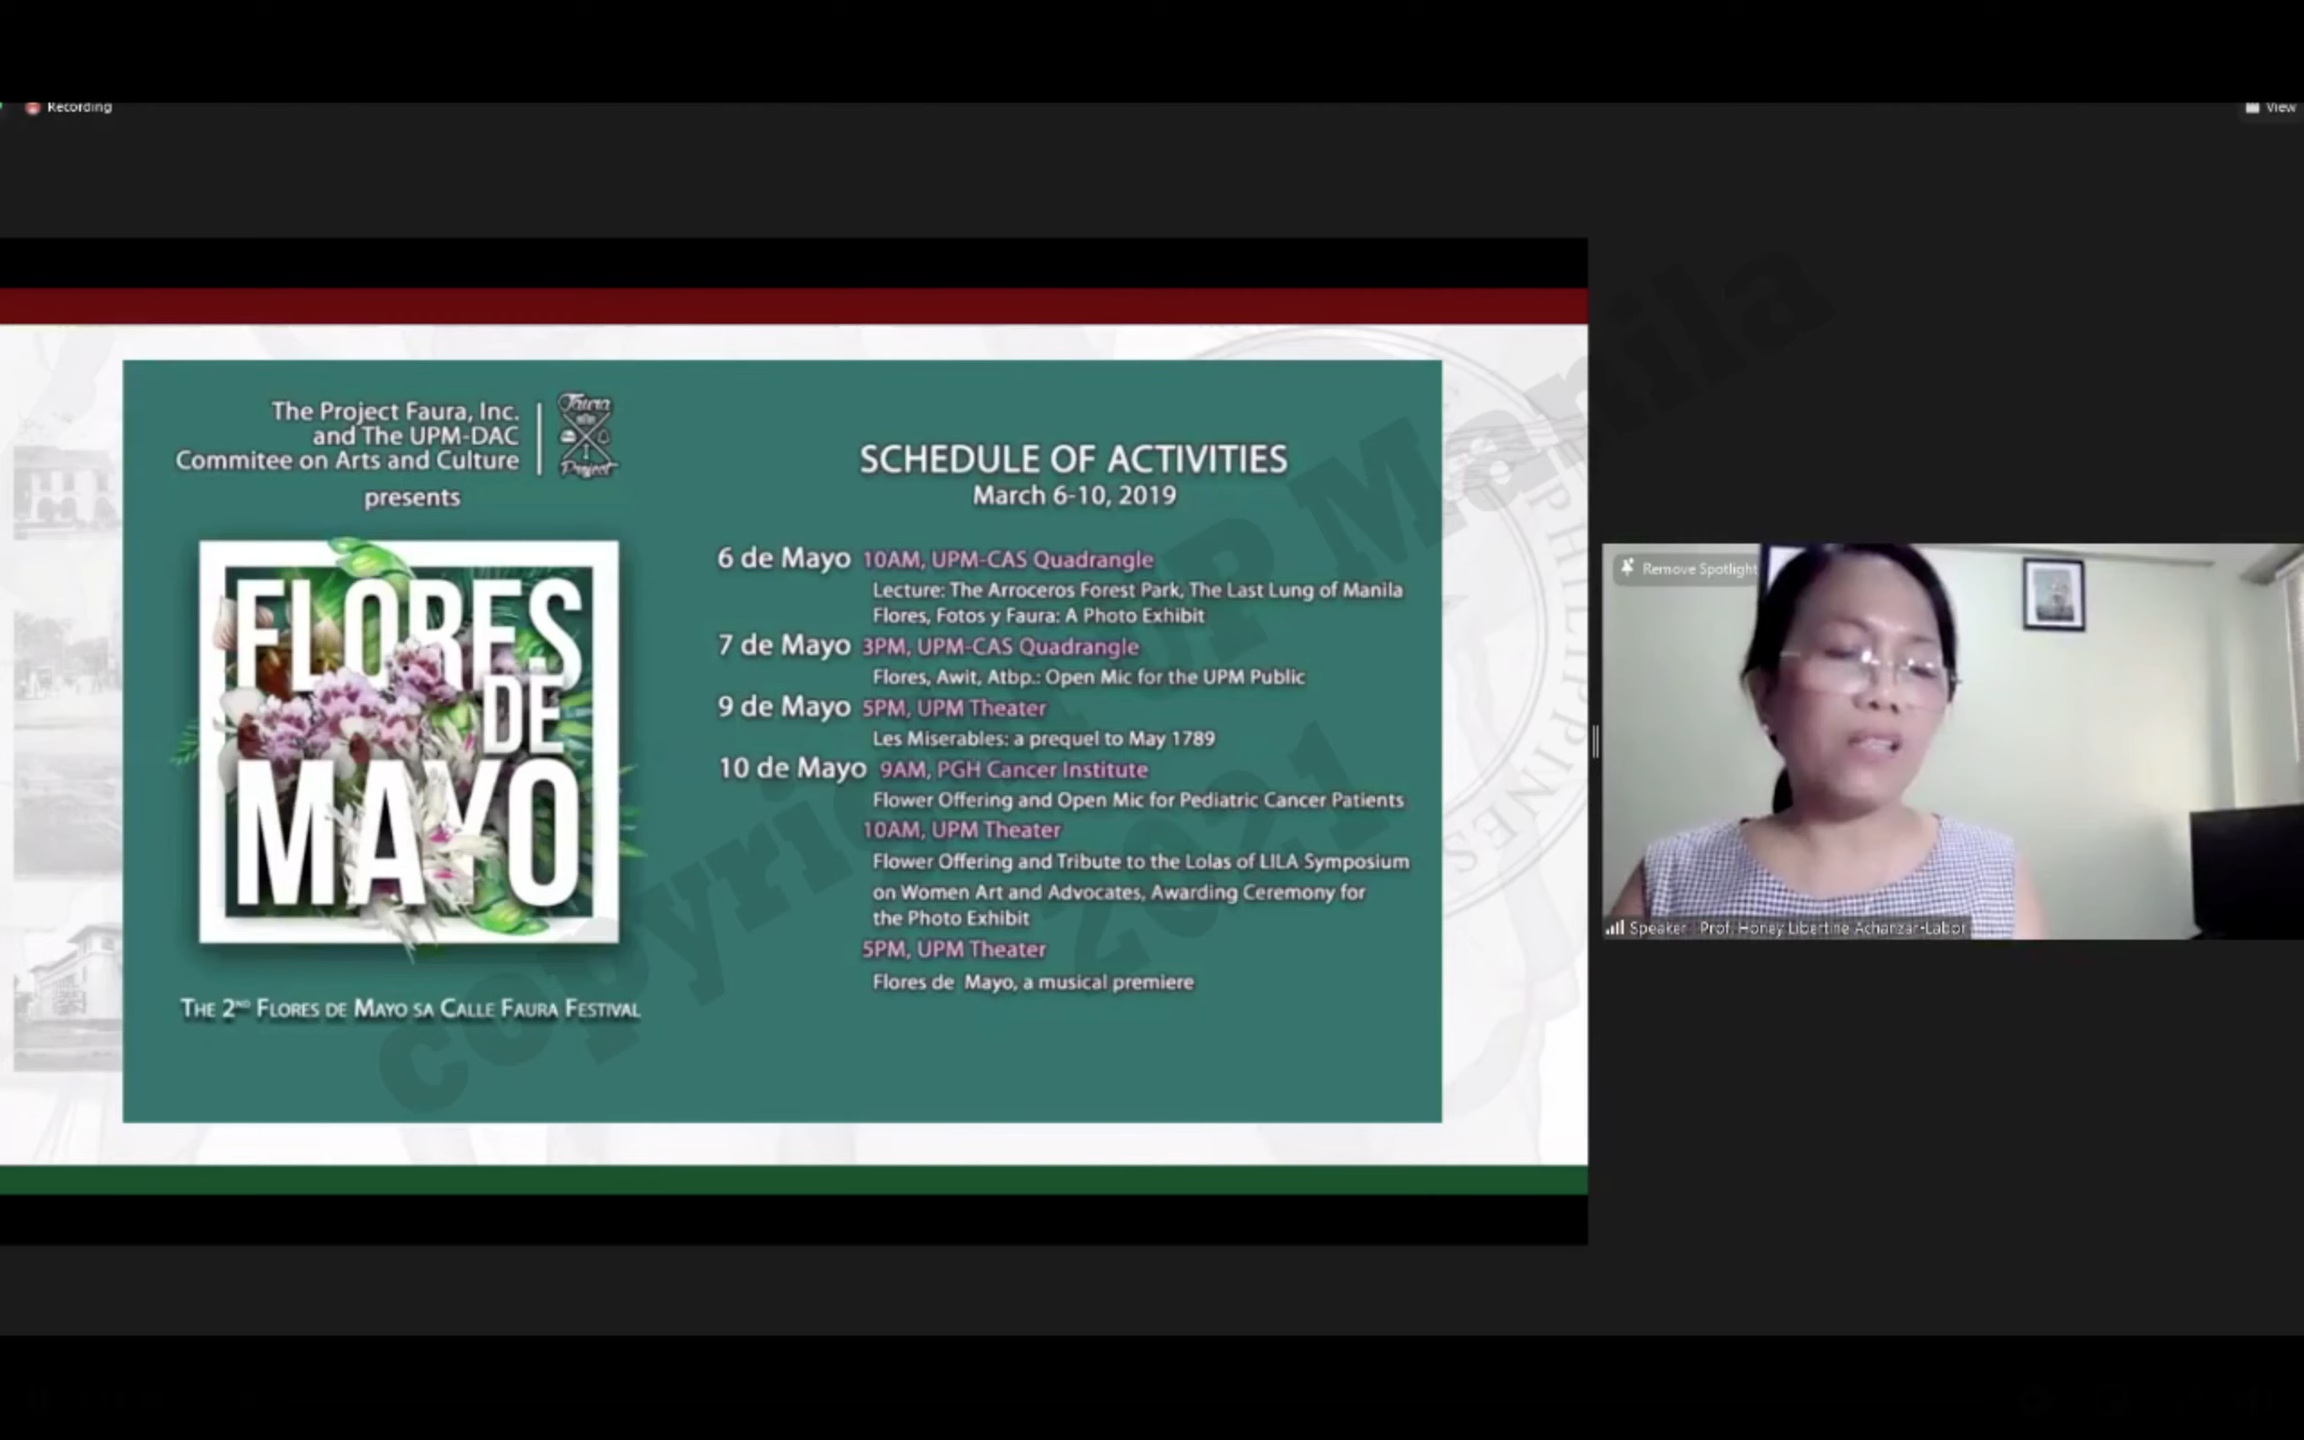 Recording
View
The Project Faura, Inc.
and The UPM-DAC
Commitee on Arts and Culture
presents
Faura
Project
FLORES
DE
MAYO
THE 2ND FLORES DE MAYO SA CALLE FAURA FESTIVAL
SCHEDULE OF ACTIVITIES
March 6-10, 2019
6 de Mayo 10AM, UPM-CAS Quadrangle
Lecture: The Arroceros Forest Park, The Last Lung of Manila
Flores, Fotos y Faura: A Photo Exhibit
7 de Mayo 3PM, UPM-CAS Quadrangle
Flores, Awit, Atbp.: Open Mic for the UPM Public
9 de Mayo 5PM, UPM Theater
Les Miserables: a prequel to May 1789
10 de Mayo 9AM, PGH Cancer Institute
Flower Offering and Open Mic for Pediatric Cancer Patients
10AM, UPM Theater
Flower Offering and Tribute to the Lolas of LILA Symposium
on Women Art and Advocates, Awarding Ceremony for
the Photo Exhibit
5PM, UPM Theater
Flores de Mayo, a musical premiere
PHILIPPINES
copyright UP Manila
2021
Remove Spotlight
Speaker - Prof. Honey Libertine Achanzar-Labor